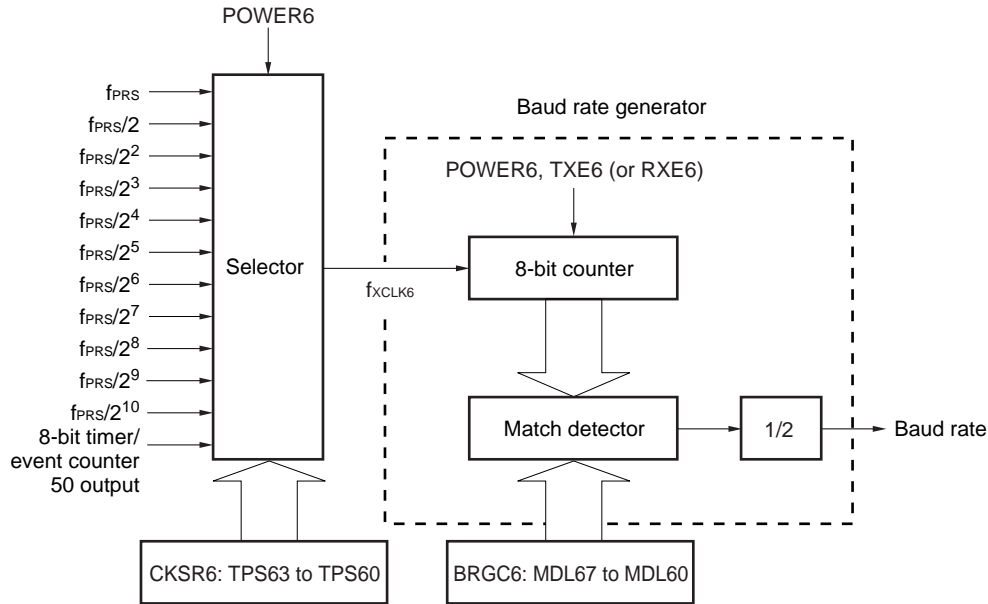 POWER6
fPRS
fPRS/2
fPRS/2²
fPRS/2³
fPRS/2⁴
fPRS/2⁵
fPRS/2⁶
fPRS/2⁷
fPRS/2⁸
fPRS/2⁹
fPRS/2¹⁰
8-bit timer/
event counter
50 output
Selector
fXCLK6
Baud rate generator
POWER6, TXE6 (or RXE6)
8-bit counter
Match detector
1/2
Baud rate
CKSR6: TPS63 to TPS60
BRGC6: MDL67 to MDL60